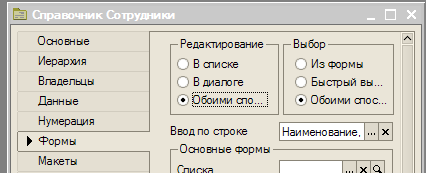 Справочник Сотрудники
Основные
Иерархия
Владельцы
Данные
Нумерация
Формы
Макеты
Редактирование
В списке
В диалоге
Обоими спо...
Выбор
Из формы
Быстрый вы...
Обоими спос...
Ввод по строке
Наименование,
...
Основные формы
Списка
...